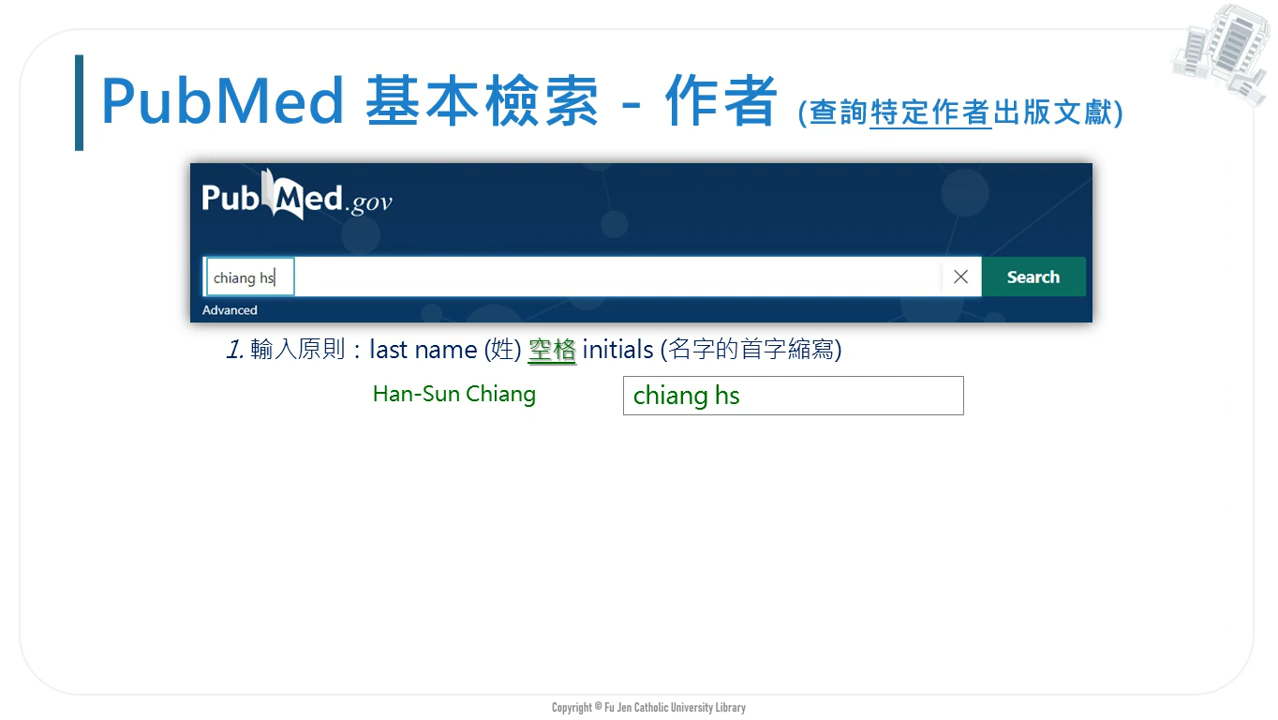 PubMed 基本檢索 - 作者 (查詢特定作者出版文獻)
PubMed.gov
chiang hs
Search
Advanced
1. 輸入原則：last name (姓) 空格 initials (名字的首字縮寫)
Han-Sun Chiang
chiang hs
Copyright © Fu Jen Catholic University Library